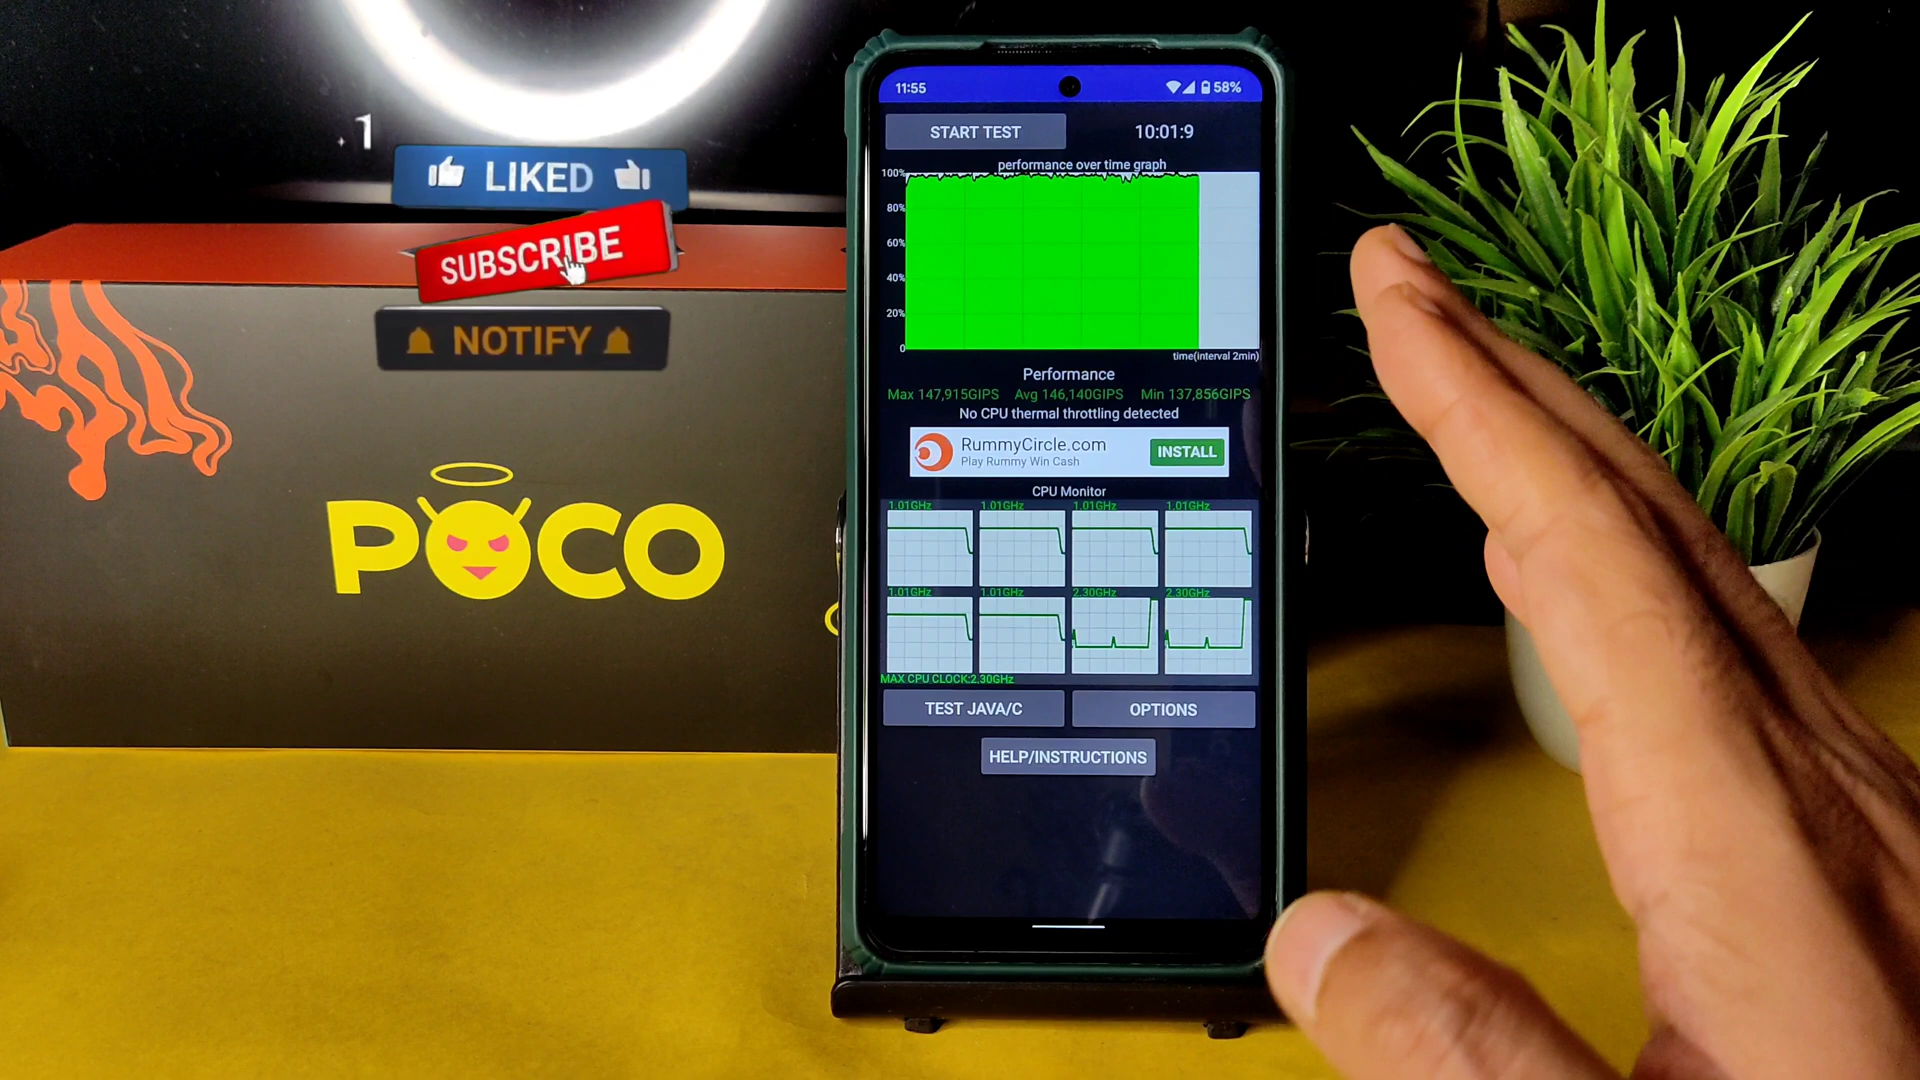 1
LIKED
SUBSCRIBE
NOTIFY
POCO
11:55
58%
START TEST
10:01:9
performance over time graph
100%
80%
60%
40%
20%
0
time(interval 2min)
Performance
Max 147,915GIPS Avg 146,140GIPS Min 137,856GIPS
No CPU thermal throttling detected
RummyCircle.com
Play Rummy Win Cash
INSTALL
CPU Monitor
1.01GHz 1.01GHz 1.01GHz 1.01GHz
1.01GHz 1.01GHz 2.30GHz 2.30GHz
MAX CPU CLOCK:2.30GHz
TEST JAVA/C
OPTIONS
HELP/INSTRUCTIONS